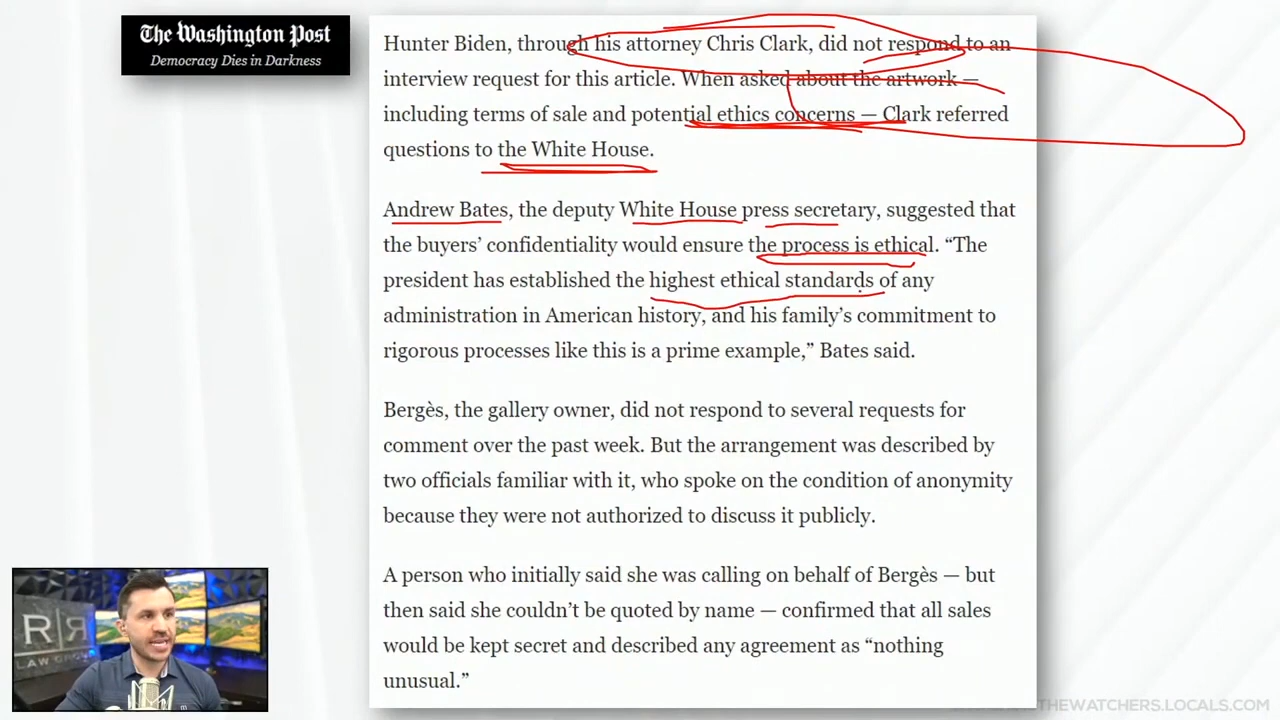 The Washington Post
Democracy Dies in Darkness
Hunter Biden, through his attorney Chris Clark, did not respond to an
interview request for this article. When asked about the artwork —
including terms of sale and potential ethics concerns — Clark referred
questions to the White House.
Andrew Bates, the deputy White House press secretary, suggested that
the buyers’ confidentiality would ensure the process is ethical. “The
president has established the highest ethical standards of any
administration in American history, and his family’s commitment to
rigorous processes like this is a prime example,” Bates said.
Bergès, the gallery owner, did not respond to several requests for
comment over the past week. But the arrangement was described by
two officials familiar with it, who spoke on the condition of anonymity
because they were not authorized to discuss it publicly.
A person who initially said she was calling on behalf of Bergès — but
then said she couldn’t be quoted by name — confirmed that all sales
would be kept secret and described any agreement as “nothing
unusual.”
R R
LAW GROUP
THEWATCHERS.LOCALS.COM